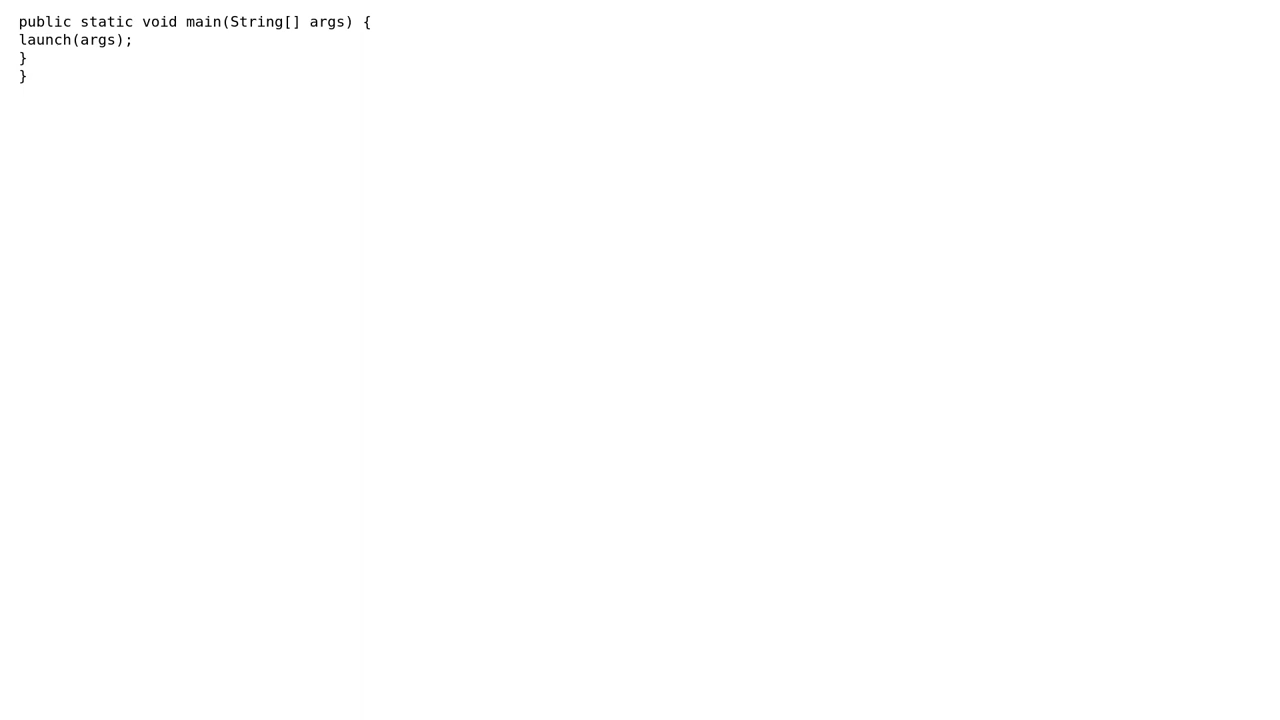 public static void main(String[] args) {
launch(args);
}
}